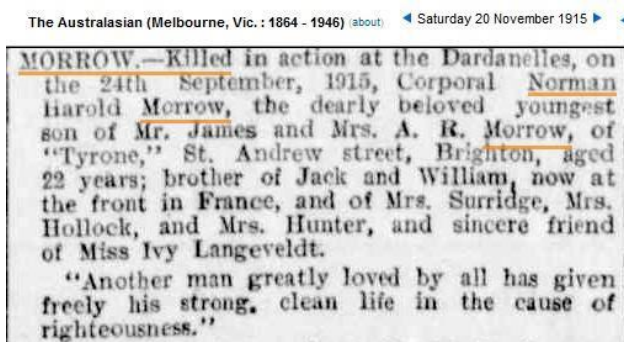 The Australasian (Melbourne, Vic. : 1864 - 1946) (about) Saturday 20 November 1915
MORROW.—Killed in action at the Dardanelles, on
the 24th September, 1915, Corporal Norman
Harold Morrow, the dearly beloved youngest
son of Mr. James and Mrs. A. R. Morrow, of
"Tyrone," St. Andrew street, Brighton, aged
22 years; brother of Jack and William, now at
the front in France, and of Mrs. Surridge, Mrs.
Hollock, and Mrs. Hunter, and sincere friend
of Miss Ivy Langeveldt.
"Another man greatly loved by all has given
freely his strong, clean life in the cause of
righteousness."